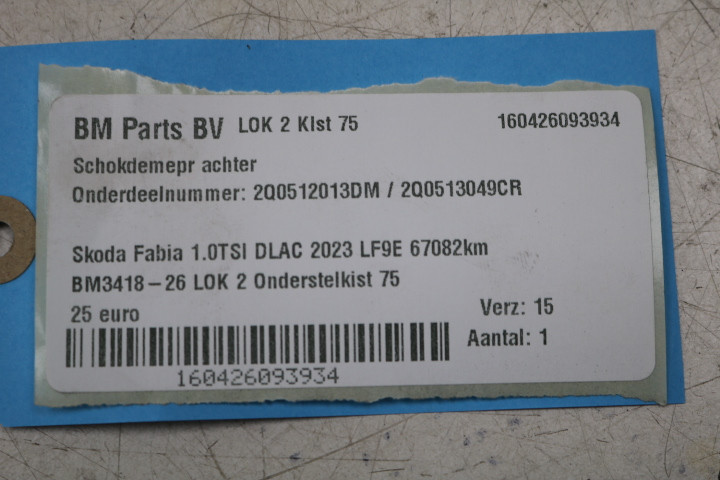 BM Parts BV LOK 2 KIst 75 160426093934
Schokdemepr achter
Onderdeelnummer: 2Q0512013DM / 2Q0513049CR
Skoda Fabia 1.0TSI DLAC 2023 LF9E 67082km
BM3418-26 LOK 2 Onderstelkist 75
25 euro Verz: 15
Aantal: 1
160426093934